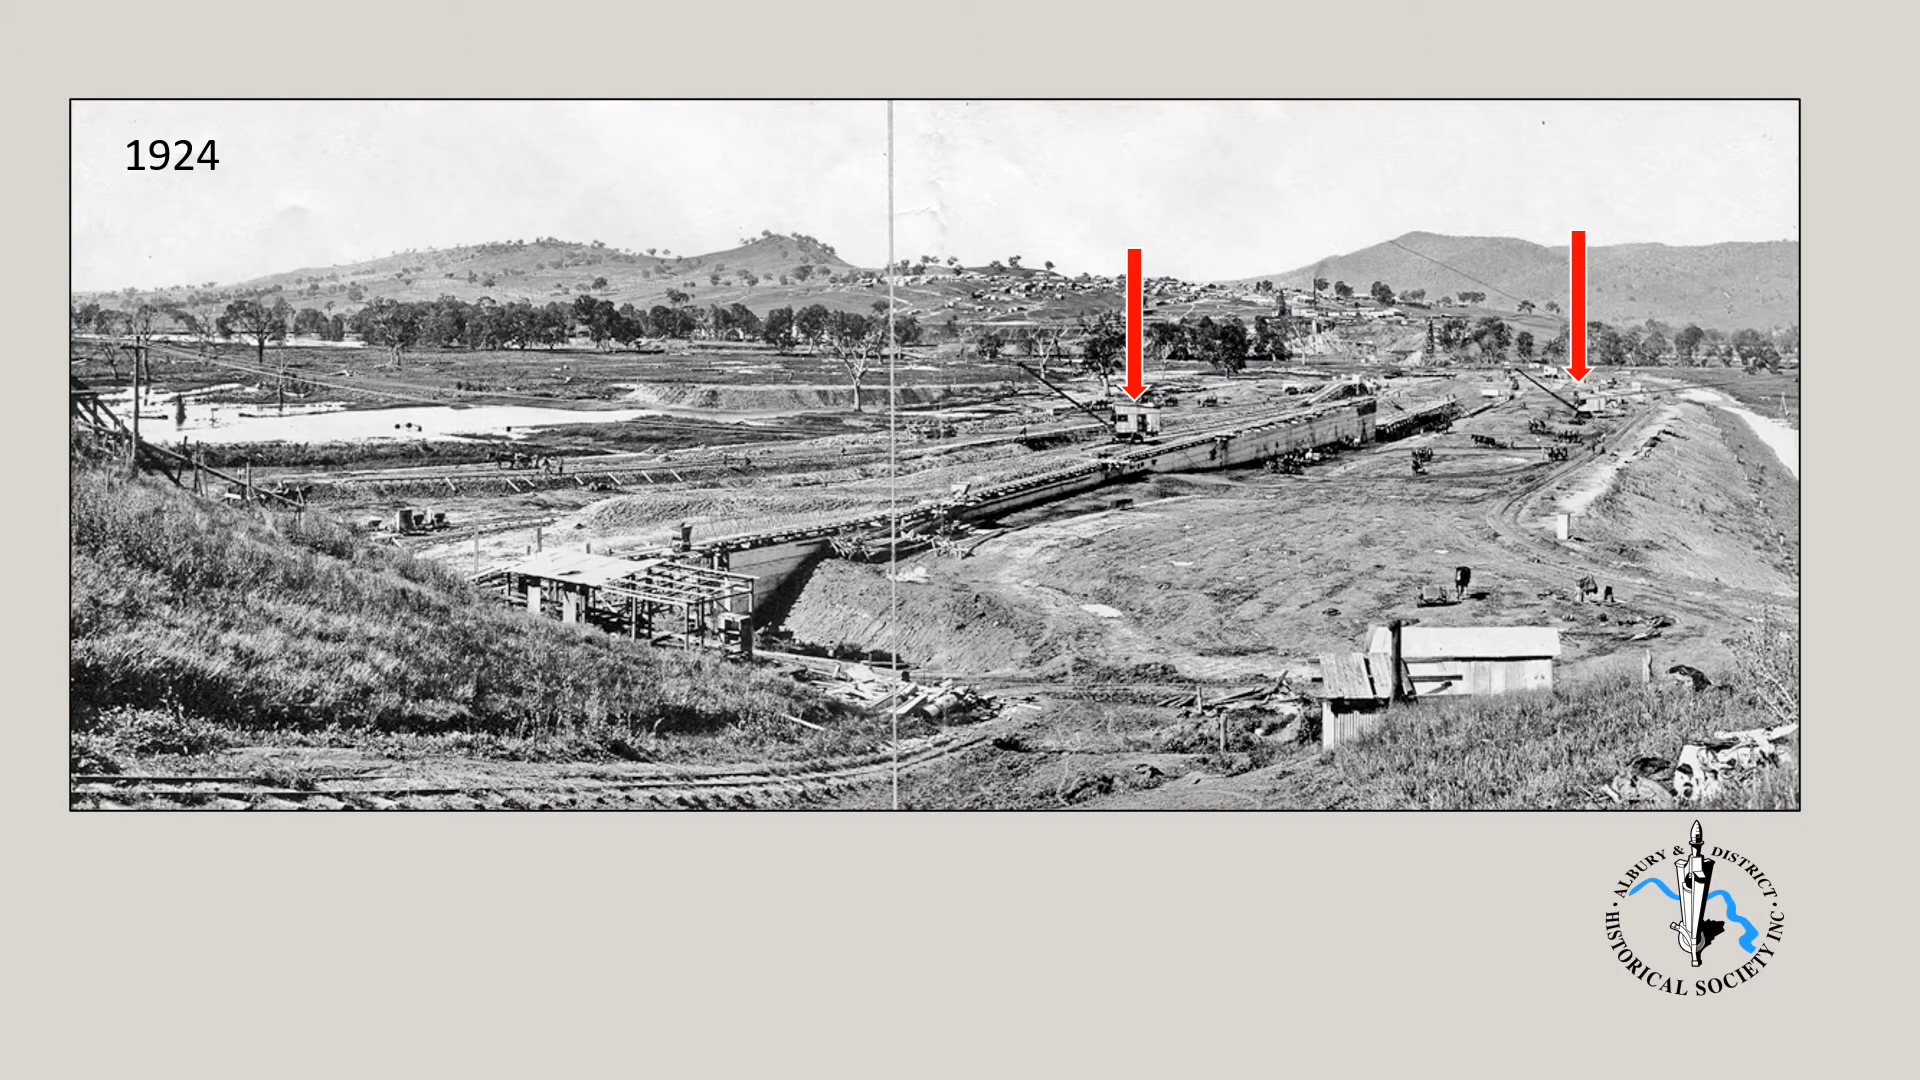 1924
ALBURY & DISTRICT
• HISTORICAL SOCIETY INC •